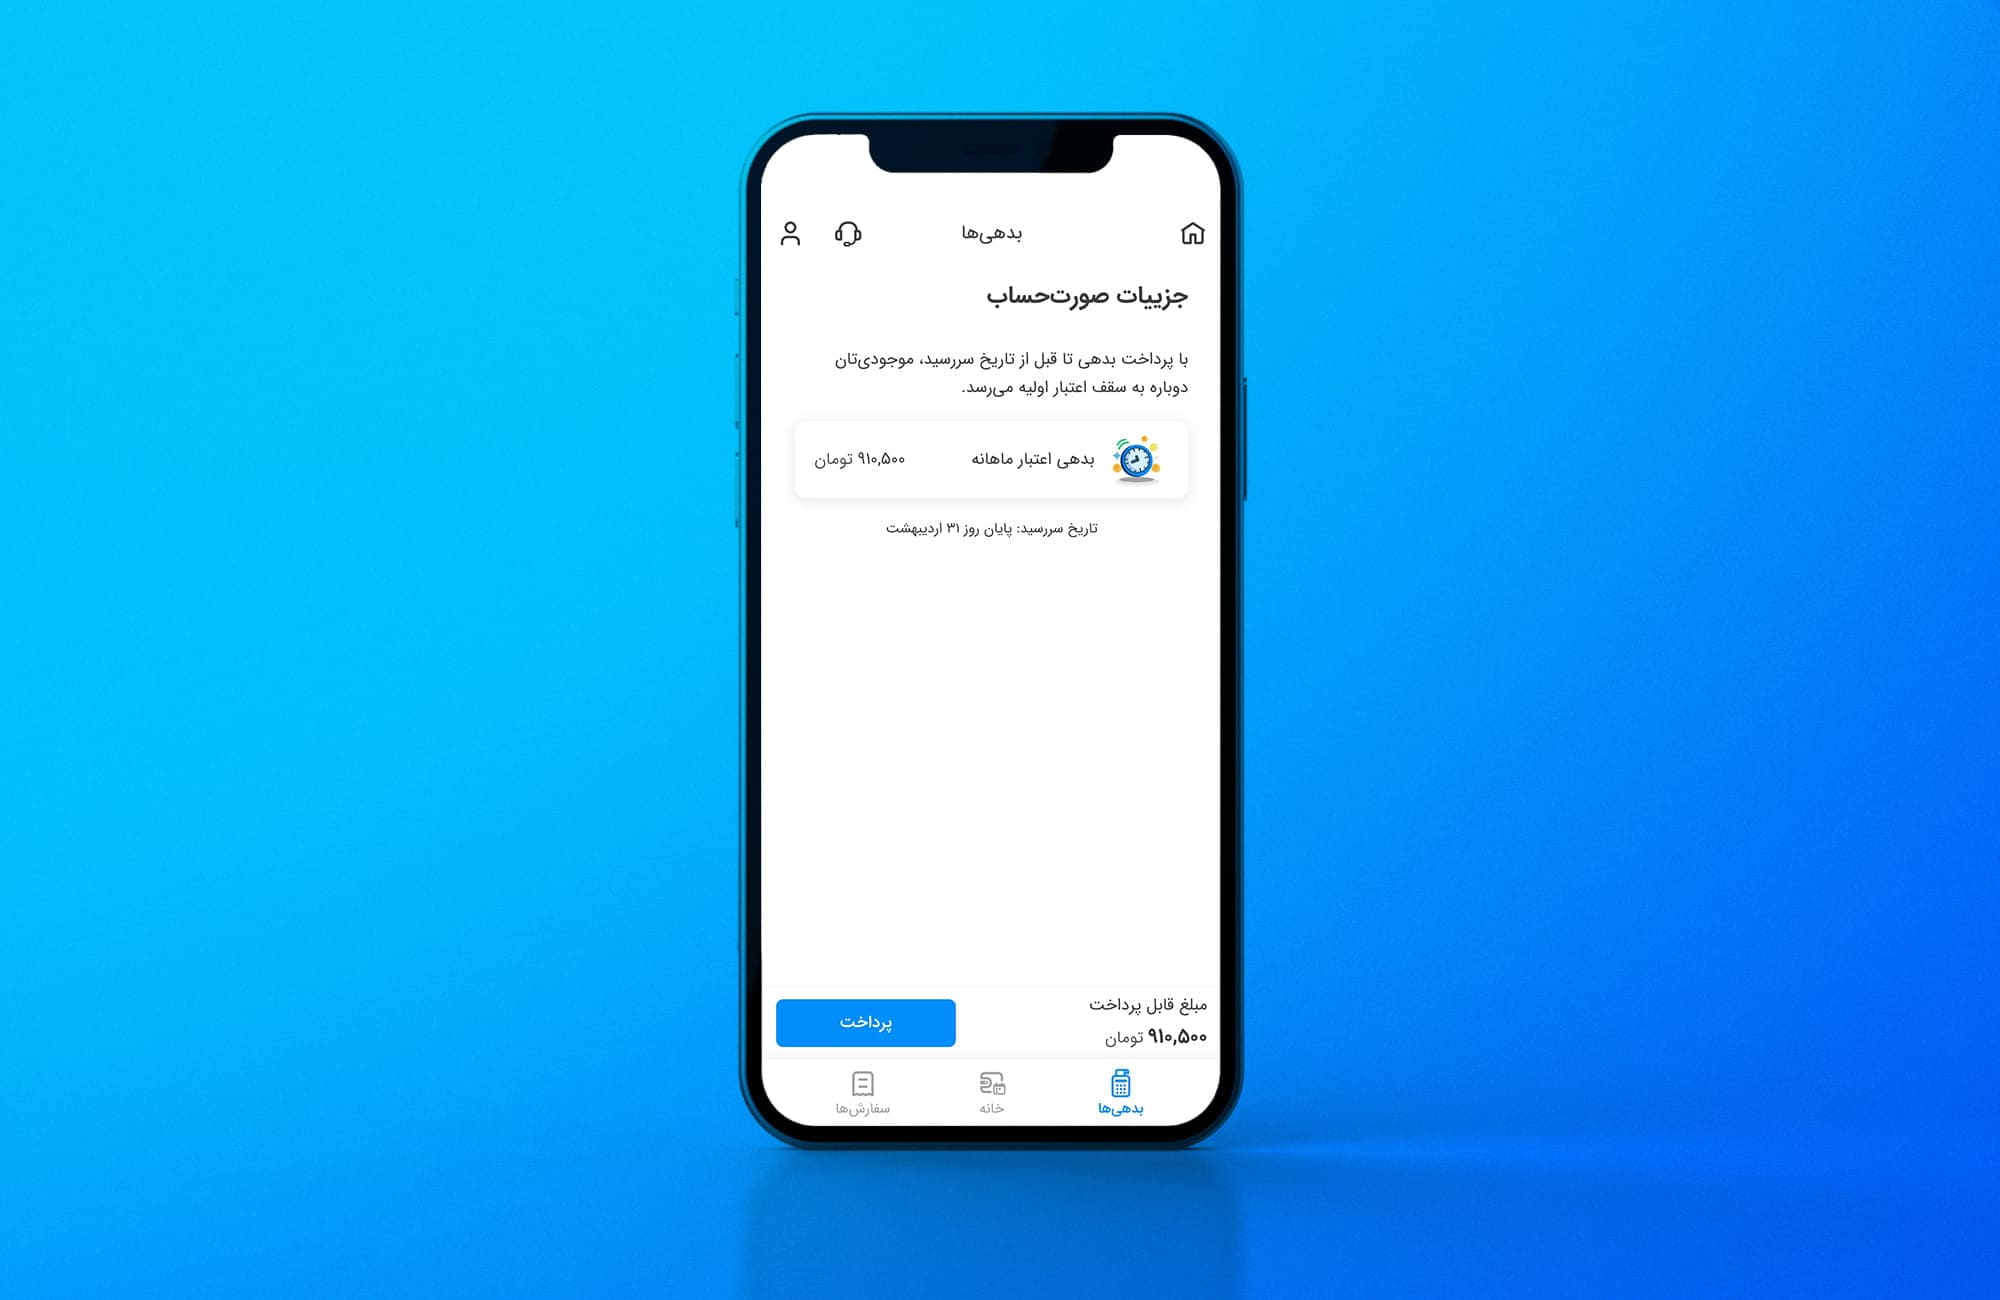 بدهی‌ها
جزییات صورت‌حساب
با پرداخت بدهی تا قبل از تاریخ سررسید، موجودی‌تان
دوباره به سقف اعتبار اولیه می‌رسد.
بدهی اعتبار ماهانه
۹۱۰,۵۰۰ تومان
تاریخ سررسید: پایان روز ۳۱ اردیبهشت
مبلغ قابل پرداخت
۹۱۰,۵۰۰ تومان
پرداخت
بدهی‌ها
خانه
سفارش‌ها